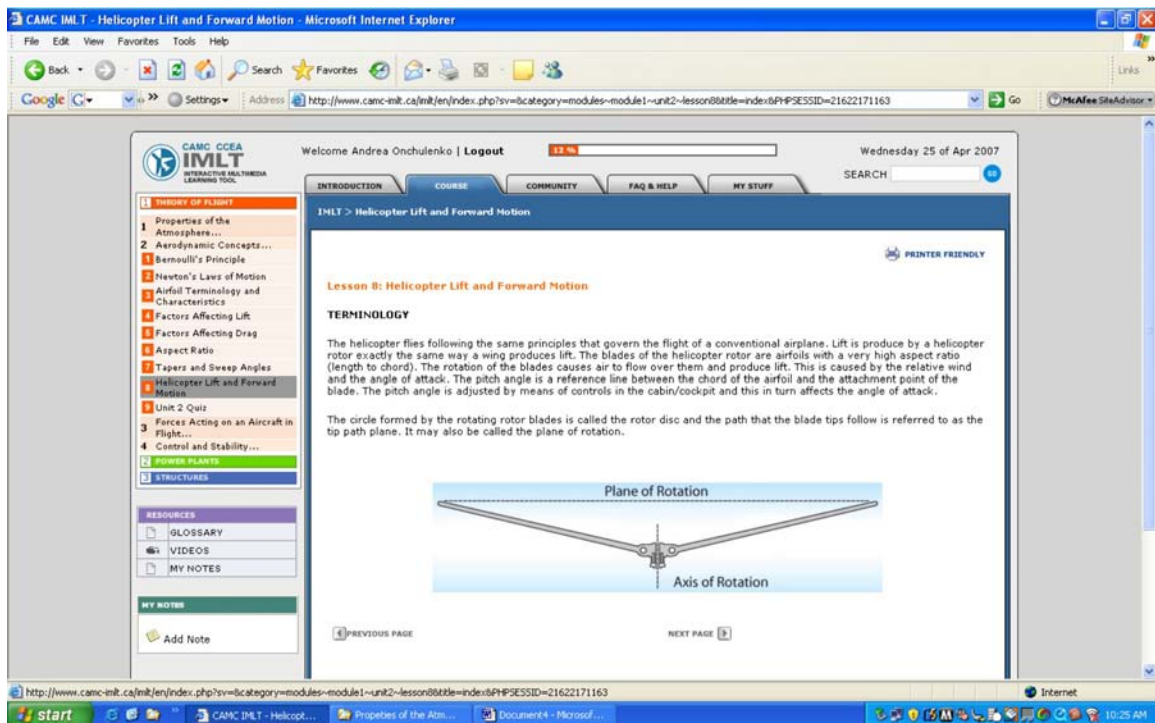 CAMC IMLT - Helicopter Lift and Forward Motion - Microsoft Internet Explorer
File Edit View Favorites Tools Help
Back Search Favorites Links
Google G Settings Address http://www.camc-imlt.ca/imlt/en/index.php?sv=&category=modules~module1~unit2~lesson8&title=index&PHPSESSID=21622171163 Go McAfee SiteAdvisor
CAMC CCEA
IMLT
INTERACTIVE MULTIMEDIA
LEARNING TOOL
Welcome Andrea Onchulenko | Logout 12 % Wednesday 25 of Apr 2007
SEARCH GO
INTRODUCTION COURSE COMMUNITY FAQ & HELP MY STUFF
IMLT > Helicopter Lift and Forward Motion
1 THEORY OF FLIGHT
1 Properties of the
Atmosphere...
2 Aerodynamic Concepts...
1 Bernoulli's Principle
2 Newton's Laws of Motion
3 Airfoil Terminology and
Characteristics
4 Factors Affecting Lift
5 Factors Affecting Drag
6 Aspect Ratio
7 Tapers and Sweep Angles
8 Helicopter Lift and Forward
Motion
9 Unit 2 Quiz
3 Forces Acting on an Aircraft in
Flight...
4 Control and Stability...
2 POWER PLANTS
3 STRUCTURES
RESOURCES
GLOSSARY
VIDEOS
MY NOTES
MY NOTES
Add Note
PRINTER FRIENDLY
Lesson 8: Helicopter Lift and Forward Motion
TERMINOLOGY
The helicopter flies following the same principles that govern the flight of a conventional airplane. Lift is produce by a helicopter
rotor exactly the same way a wing produces lift. The blades of the helicopter rotor are airfoils with a very high aspect ratio
(length to chord). The rotation of the blades causes air to flow over them and produce lift. This is caused by the relative wind
and the angle of attack. The pitch angle is a reference line between the chord of the airfoil and the attachment point of the
blade. The pitch angle is adjusted by means of controls in the cabin/cockpit and this in turn affects the angle of attack.
The circle formed by the rotating rotor blades is called the rotor disc and the path that the blade tips follow is referred to as the
tip path plane. It may also be called the plane of rotation.
Plane of Rotation
Axis of Rotation
PREVIOUS PAGE NEXT PAGE
http://www.camc-imlt.ca/imlt/en/index.php?sv=&category=modules~module1~unit2~lesson8&title=index&PHPSESSID=21622171163 Internet
start CAMC IMLT - Helicopt... Propeties of the Atm... Document4 - Microsof... 10:25 AM